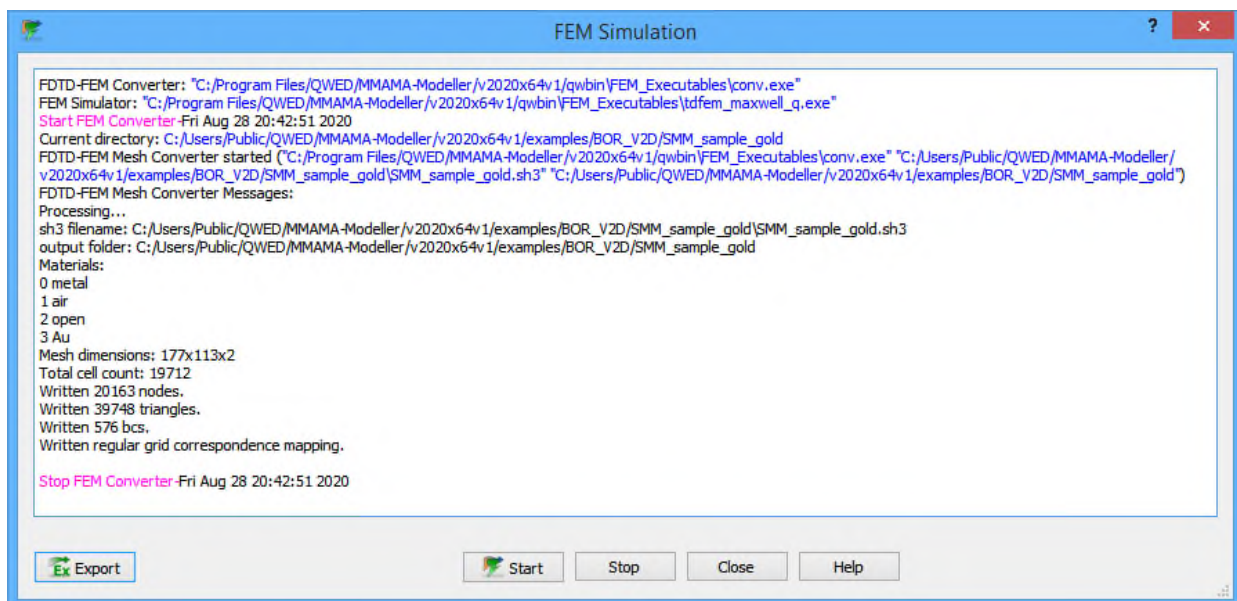 FEM Simulation
?
×
FDTD-FEM Converter: "C:/Program Files/QWED/MMAMA-Modeller/v2020x64v1/qwbin\FEM_Executables\conv.exe"
FEM Simulator: "C:/Program Files/QWED/MMAMA-Modeller/v2020x64v1/qwbin\FEM_Executables\tdfem_maxwell_q.exe"
Start FEM Converter-Fri Aug 28 20:42:51 2020
Current directory: C:/Users/Public/QWED/MMAMA-Modeller/v2020x64v1/examples/BOR_V2D/SMM_sample_gold
FDTD-FEM Mesh Converter started ("C:/Program Files/QWED/MMAMA-Modeller/v2020x64v1/qwbin\FEM_Executables\conv.exe" "C:/Users/Public/QWED/MMAMA-Modeller/
v2020x64v1/examples/BOR_V2D/SMM_sample_gold\SMM_sample_gold.sh3" "C:/Users/Public/QWED/MMAMA-Modeller/v2020x64v1/examples/BOR_V2D/SMM_sample_gold")
FDTD-FEM Mesh Converter Messages:
Processing...
sh3 filename: C:/Users/Public/QWED/MMAMA-Modeller/v2020x64v1/examples/BOR_V2D/SMM_sample_gold\SMM_sample_gold.sh3
output folder: C:/Users/Public/QWED/MMAMA-Modeller/v2020x64v1/examples/BOR_V2D/SMM_sample_gold
Materials:
0 metal
1 air
2 open
3 Au
Mesh dimensions: 177x113x2
Total cell count: 19712
Written 20163 nodes.
Written 39748 triangles.
Written 576 bcs.
Written regular grid correspondence mapping.
Stop FEM Converter-Fri Aug 28 20:42:51 2020
Ex Export
Start
Stop
Close
Help